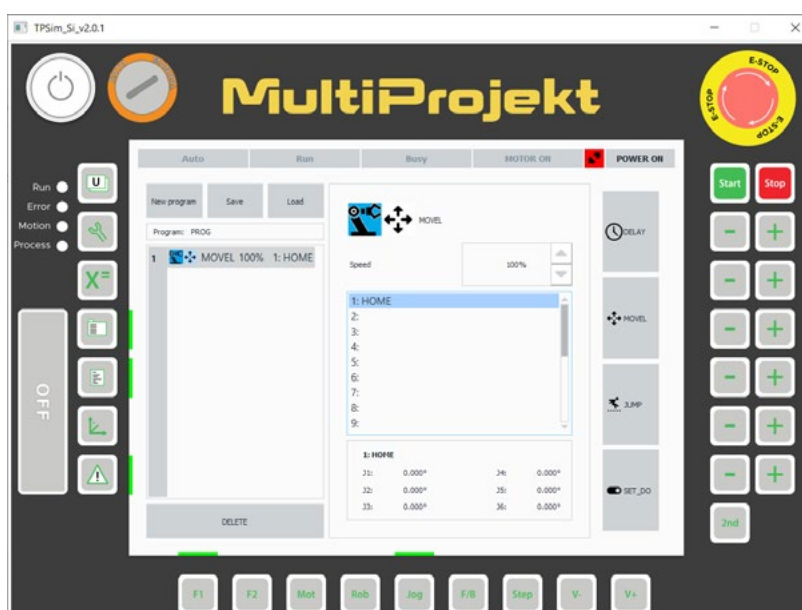 TPSim_Si_v2.0.1
MultiProjekt
E-STOP
E-STOP
E-STOP
Auto Run Busy MOTOR ON POWER ON
Run
Error
Motion
Process
U
X=
OFF
New program Save Load
Program: PROG
1 MOVEL 100% 1: HOME
DELETE
MOVEL
Speed 100%
1: HOME
2:
3:
4:
5:
6:
7:
8:
9:
1: HOME
J1: 0.000° J4: 0.000°
J2: 0.000° J5: 0.000°
J3: 0.000° J6: 0.000°
DELAY
MOVEL
JUMP
SET_DO
Start Stop
- +
- +
- +
- +
- +
- +
2nd
F1 F2 Mot Rob Jog F/B Step V- V+